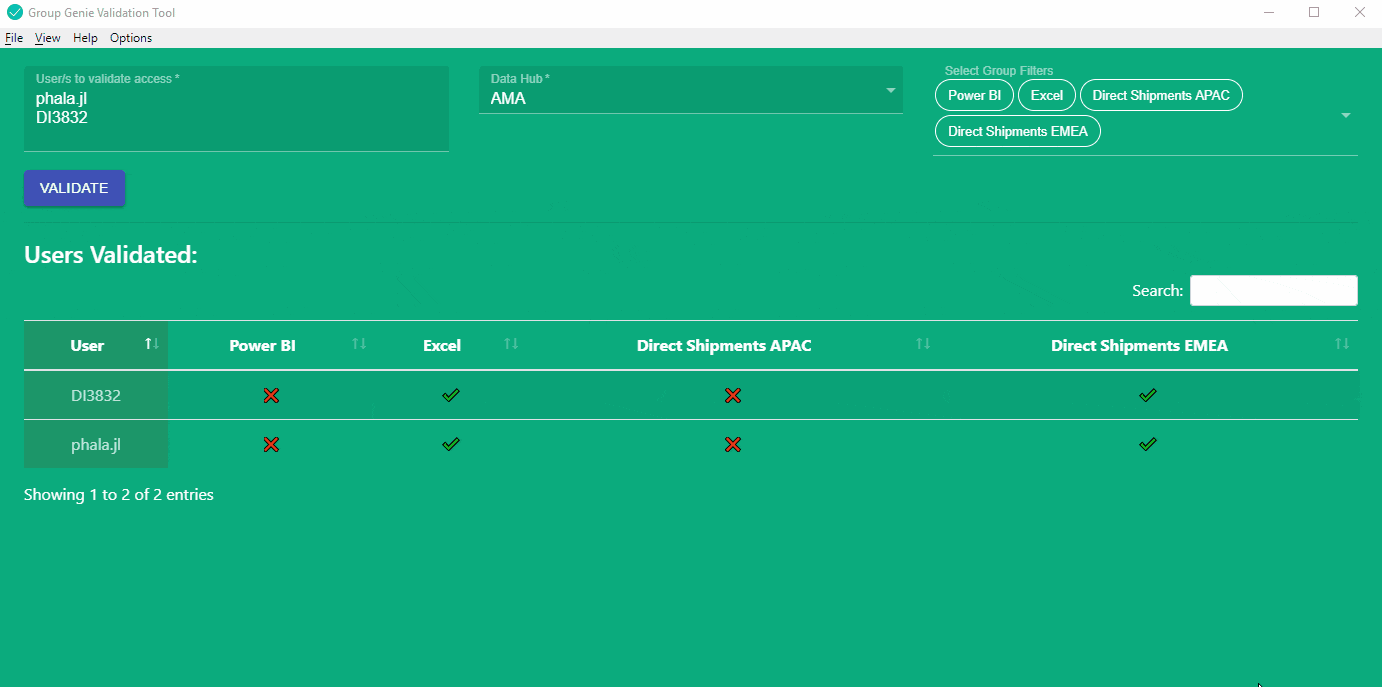 Group Genie Validation Tool
File View Help Options
User/s to validate access *
phala.jl
DI3832
Data Hub *
AMA
Select Group Filters
Power BI Excel Direct Shipments APAC
Direct Shipments EMEA
VALIDATE
Users Validated:
Search:
User Power BI Excel Direct Shipments APAC Direct Shipments EMEA
DI3832
phala.jl
Showing 1 to 2 of 2 entries